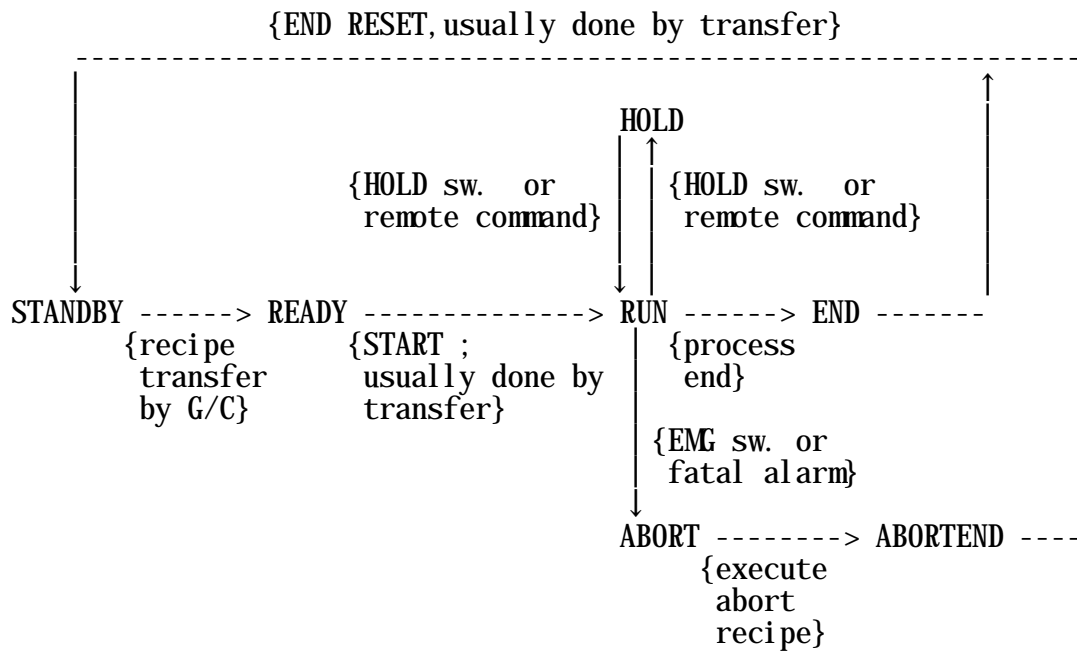 {END RESET, usually done by transfer}
HOLD
{HOLD sw. or {HOLD sw. or
remote command} remote command}
STANDBY ------> READY --------------> RUN ------> END -------
{recipe {START ; {process
transfer usually done by end}
by G/C} transfer}
{EMG sw. or
fatal alarm}
ABORT --------> ABORTEND ----
{execute
abort
recipe}